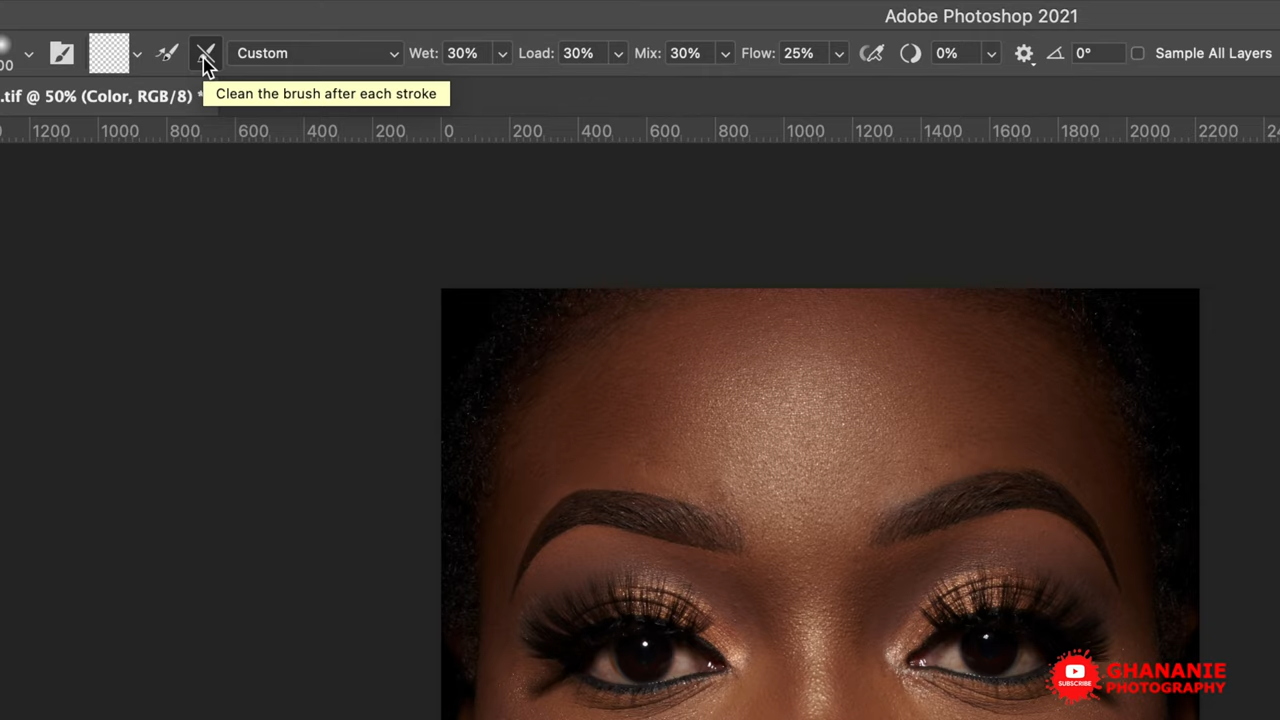 Adobe Photoshop 2021
00 Custom Wet: 30% Load: 30% Mix: 30% Flow: 25% 0% 0° Sample All Layers
Clean the brush after each stroke
.tif @ 50% (Color, RGB/8) *
1200 1000 800 600 400 200 0 200 400 600 800 1000 1200 1400 1600 1800 2000 2200
SUBSCRIBE
GHANANIE
PHOTOGRAPHY